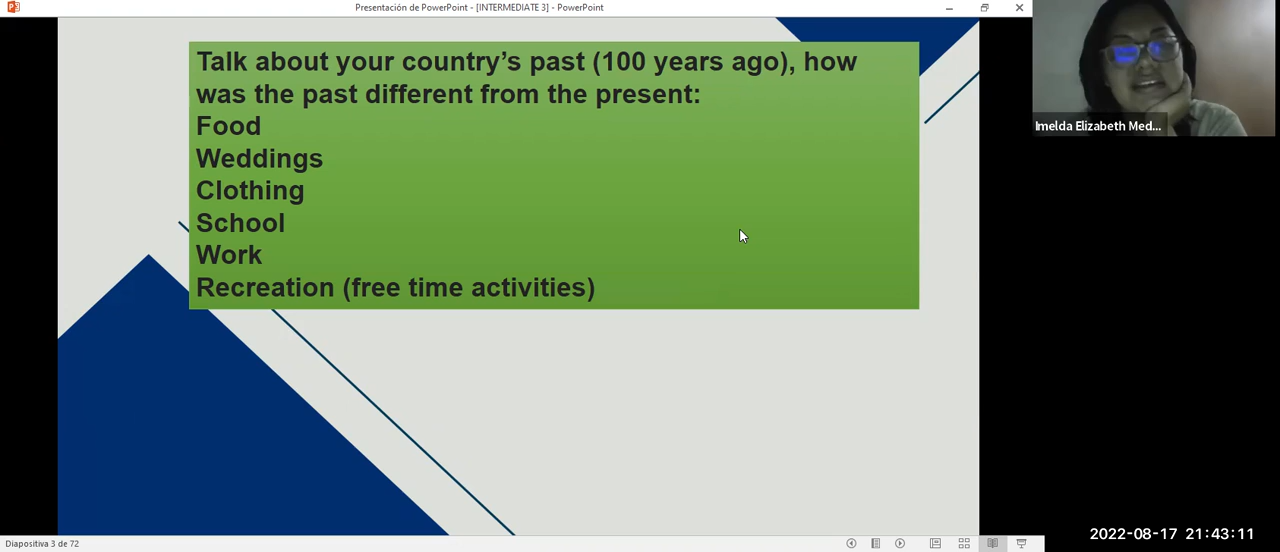 Presentación de PowerPoint - [INTERMEDIATE 3] - PowerPoint
Talk about your country’s past (100 years ago), how
was the past different from the present:
Food
Weddings
Clothing
School
Work
Recreation (free time activities)
Imelda Elizabeth Med...
2022-08-17 21:43:11
Diapositiva 3 de 72